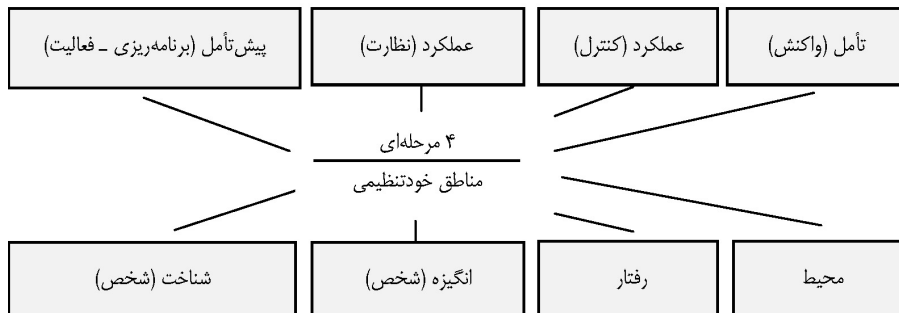 تأمل (واکنش)
عملکرد (کنترل)
عملکرد (نظارت)
پیش‌تأمل (برنامه‌ریزی ـ فعالیت)
۴ مرحله‌ای
مناطق خودتنظیمی
محیط
رفتار
انگیزه (شخص)
شناخت (شخص)